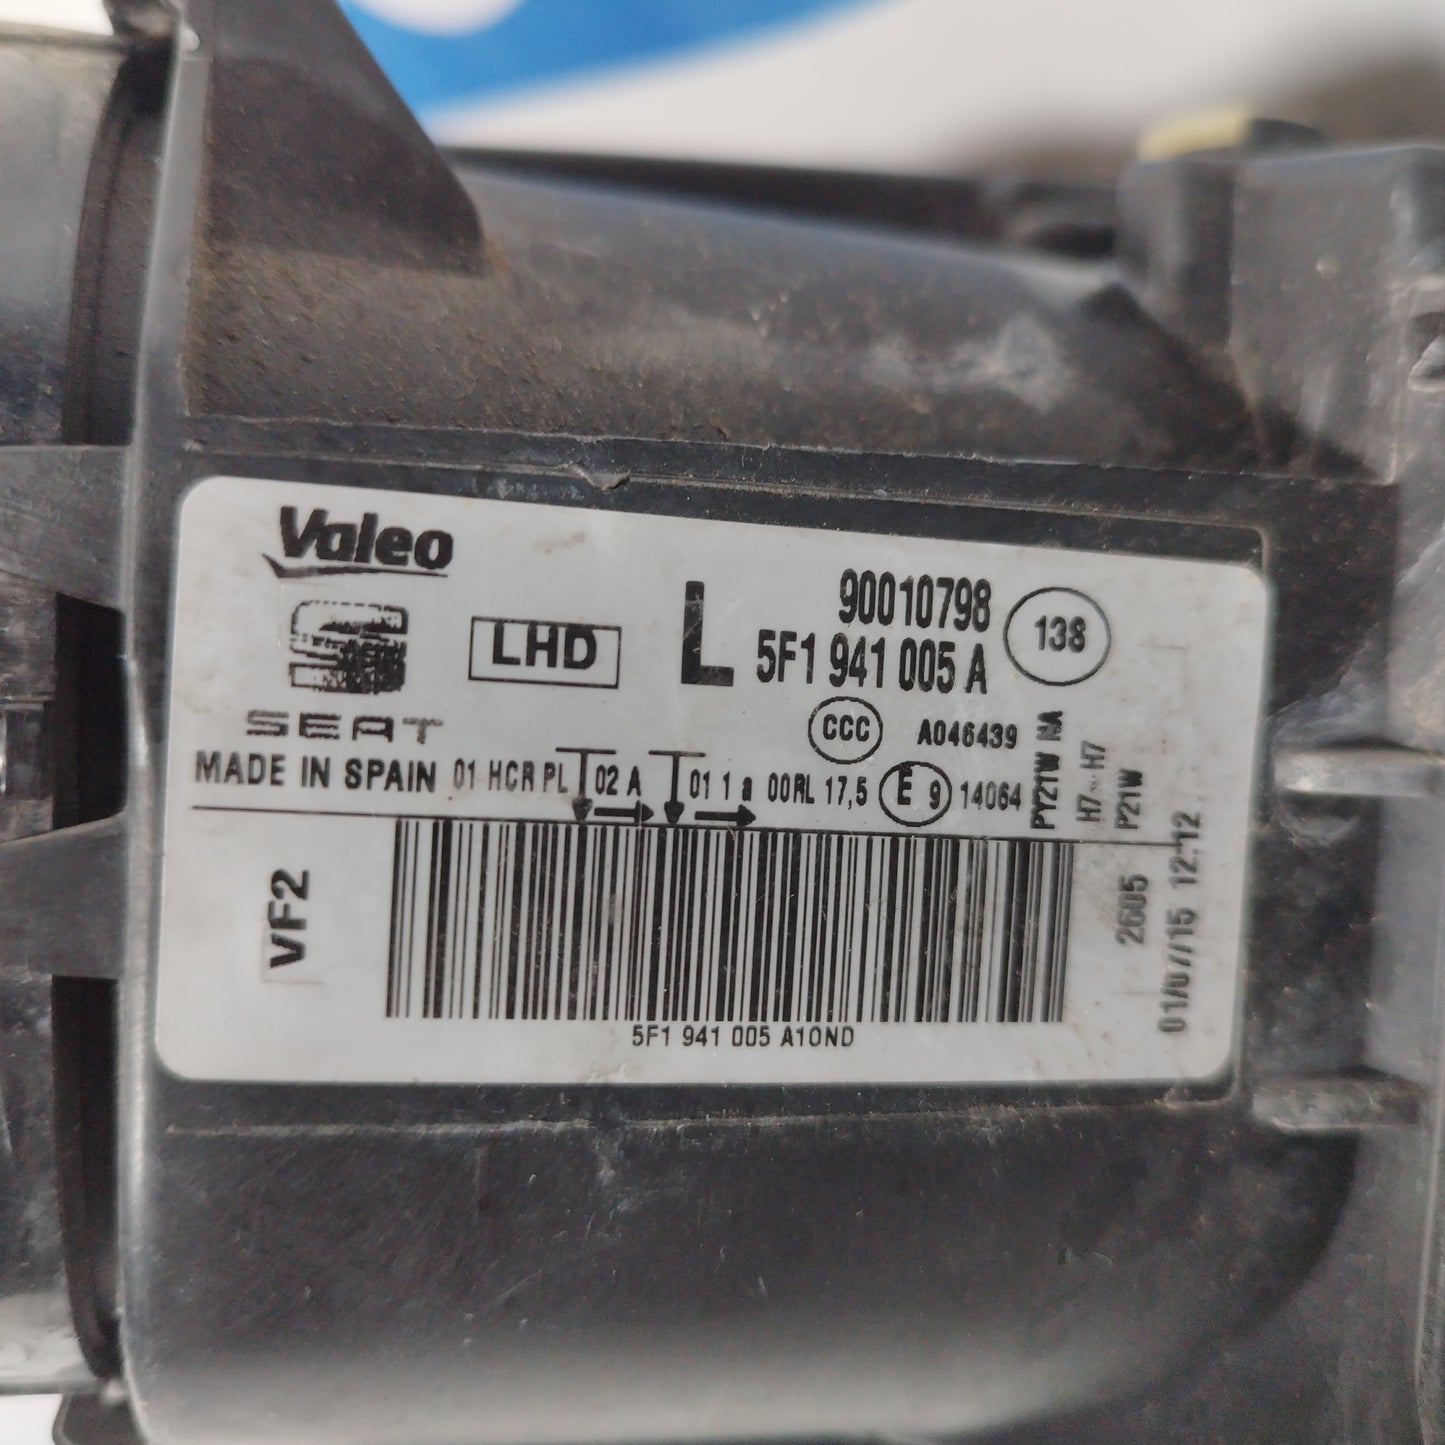 Valeo
SEAT
LHD
L
90010798
5F1 941 005 A
138
CCC
A046439
MADE IN SPAIN 01 HCR PL 02 A 01 1 a 00RL 17,5 E 9 14064
PY21W NA
H7 H7
P21W
VF2
2605
01/07/15 12:12
5F1 941 005 A10ND